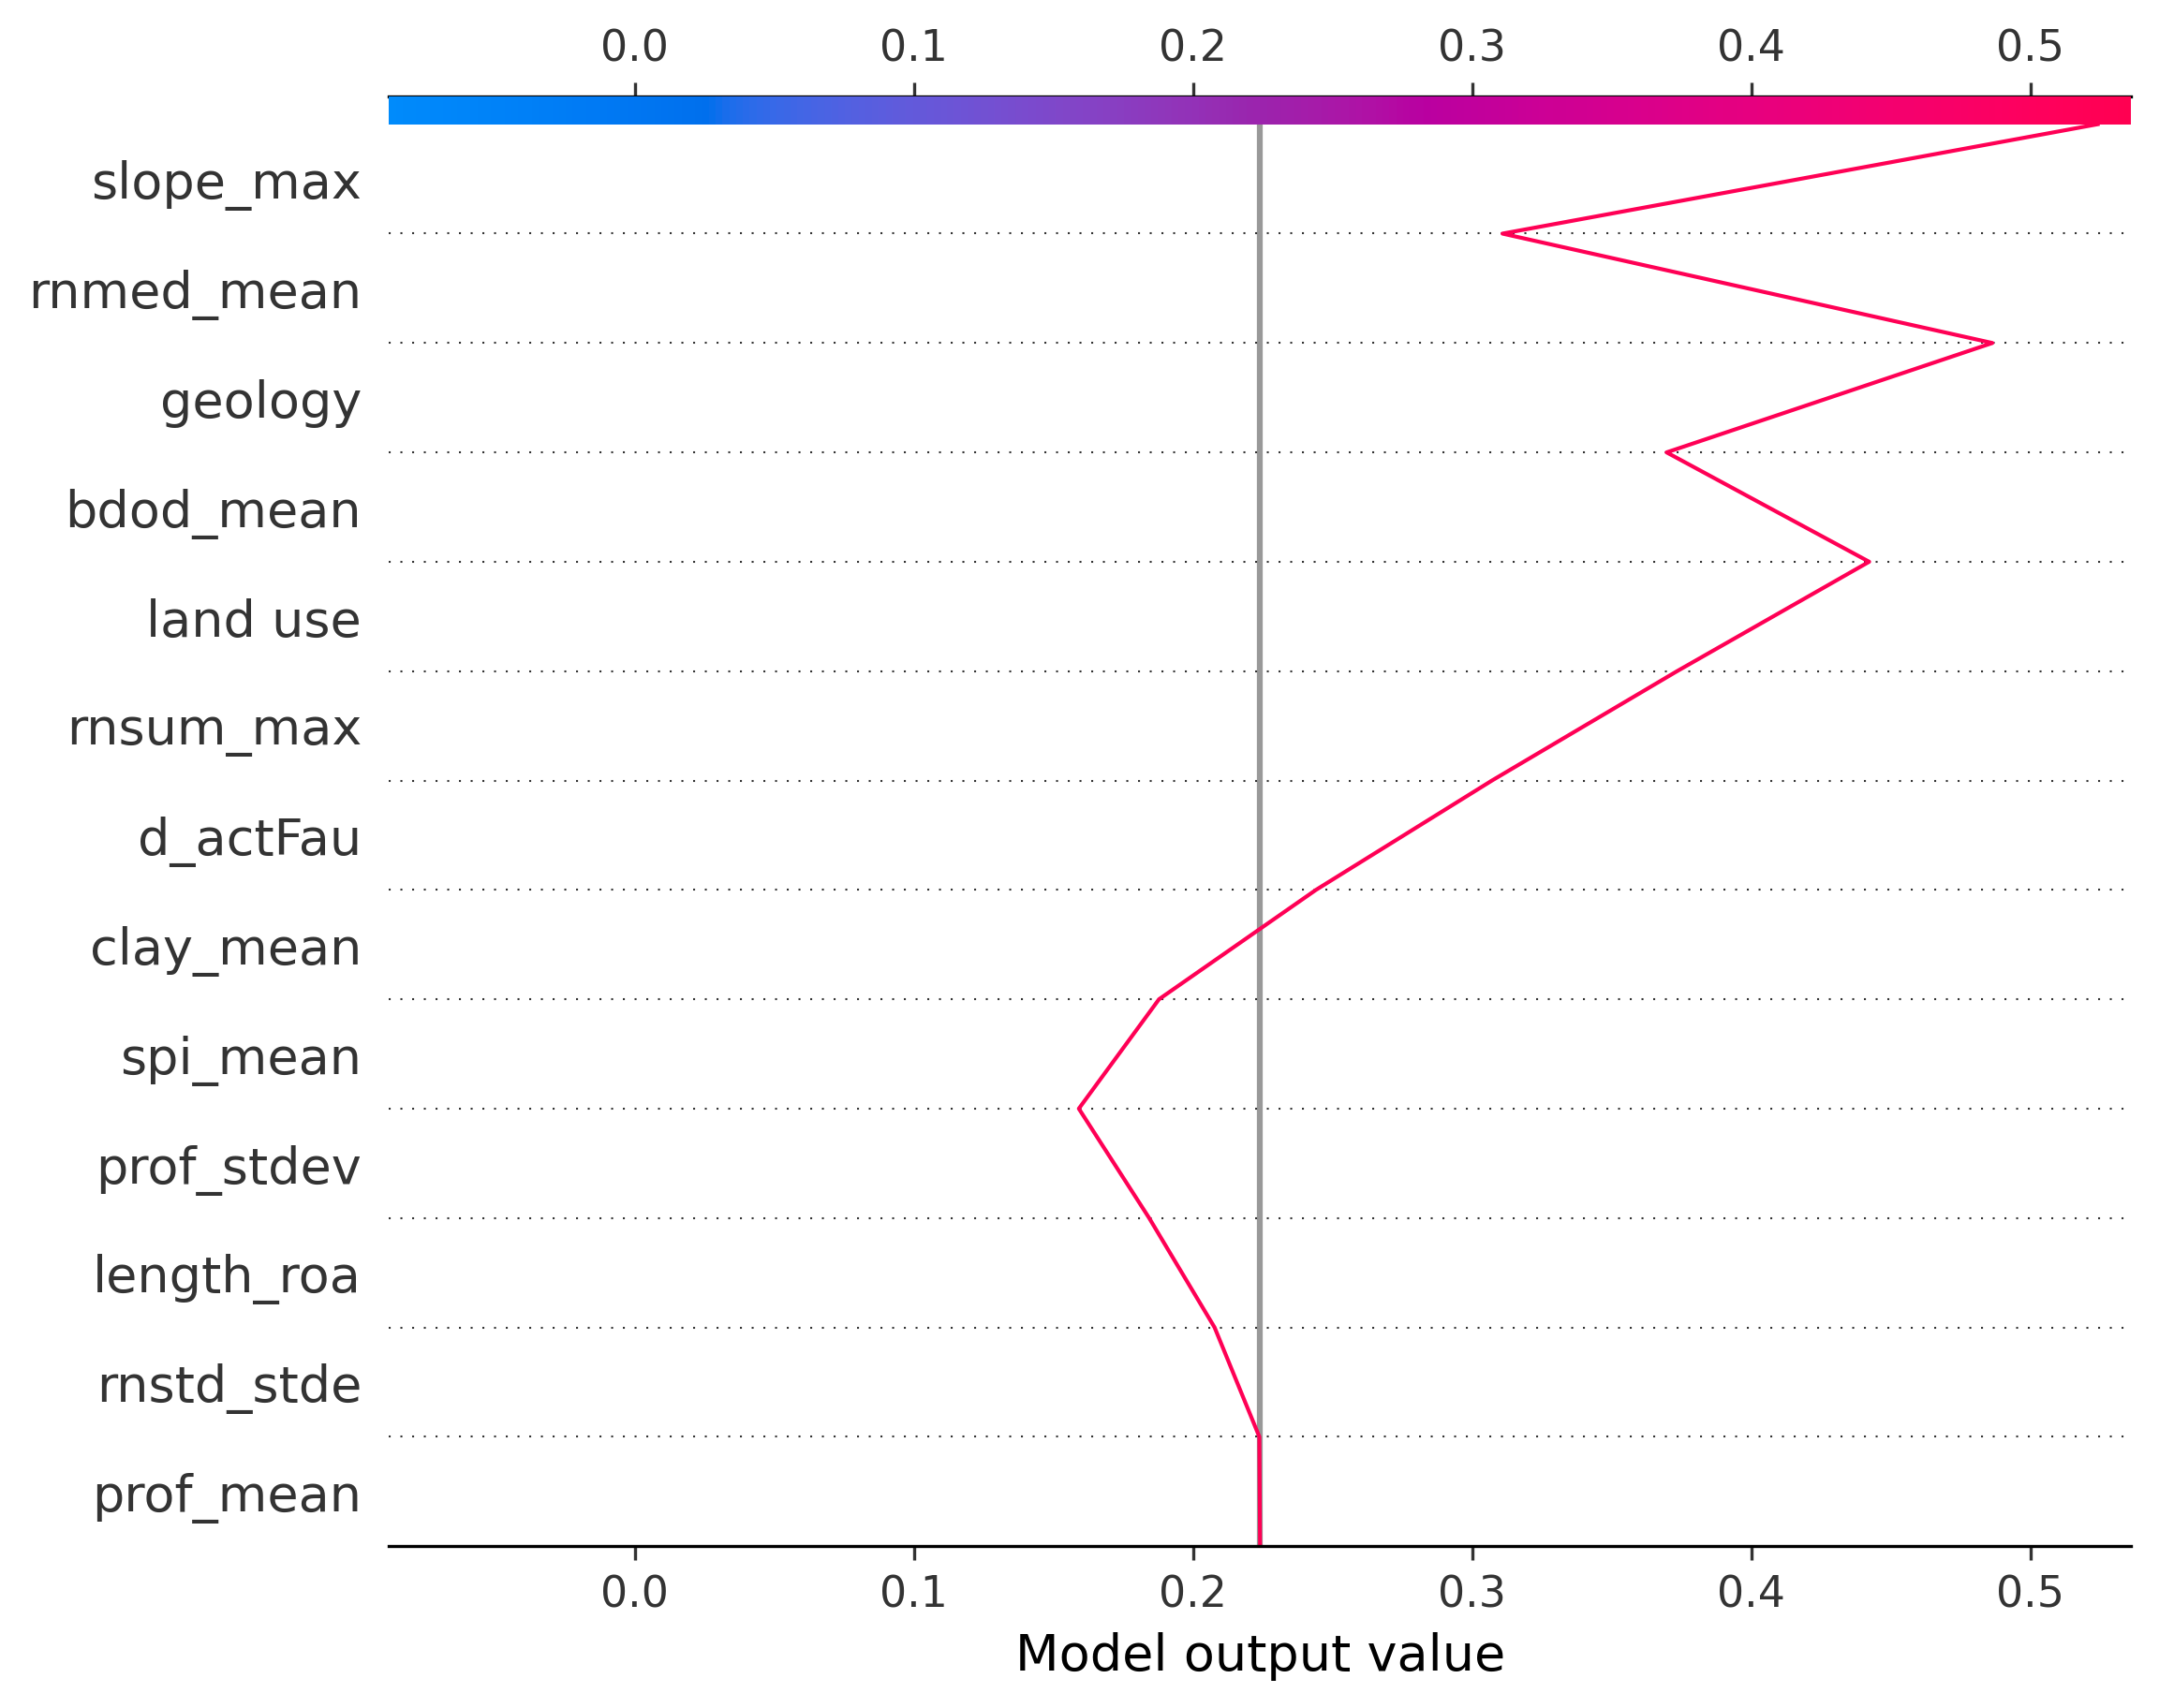 0.0 0.1 0.2 0.3 0.4 0.5
slope_max
rnmed_mean
geology
bdod_mean
land use
rnsum_max
d_actFau
clay_mean
spi_mean
prof_stdev
length_roa
rnstd_stde
prof_mean
0.0 0.1 0.2 0.3 0.4 0.5
Model output value